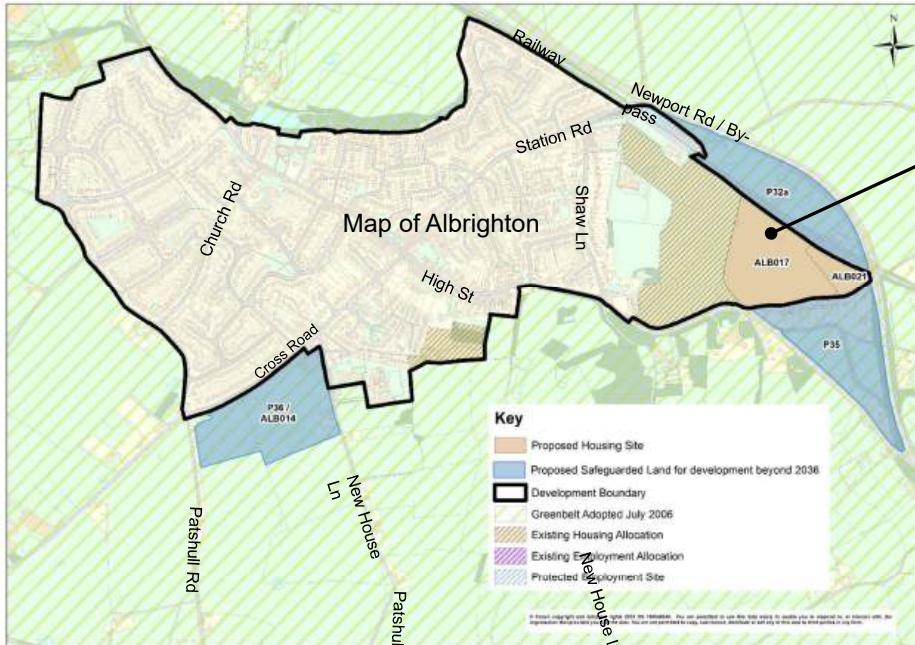 N
Railway
Newport Rd / By-
pass
Station Rd
Church Rd
Shaw Ln
Map of Albrighton
High St
Cross Road
P32a
ALB017
ALB021
P35
P36 /
ALB014
New House
Ln
Patshull Rd
Patshul
New House L
Key
Proposed Housing Site
Proposed Safeguarded Land for development beyond 2036
Development Boundary
Greenbelt Adopted July 2006
Existing Housing Allocation
Existing Employment Allocation
Protected Employment Site